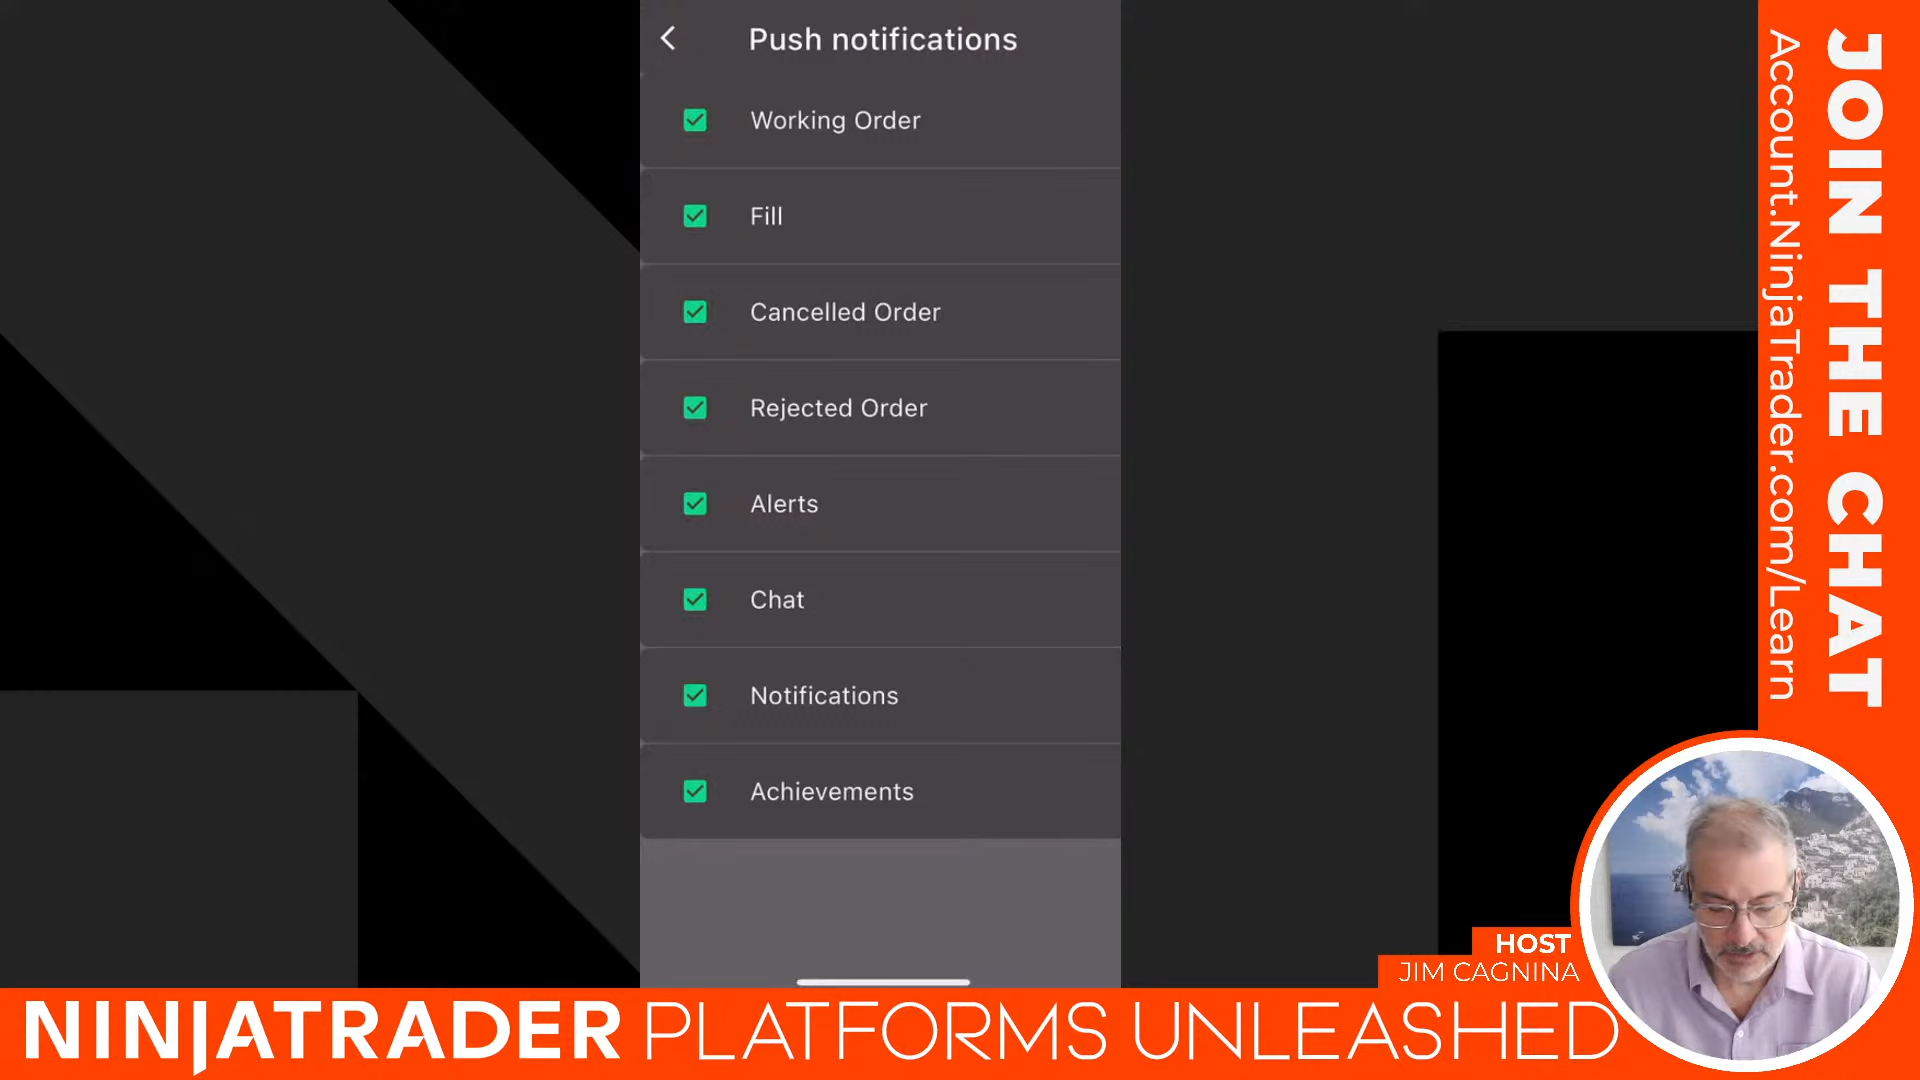 Push notifications
Working Order
Fill
Cancelled Order
Rejected Order
Alerts
Chat
Notifications
Achievements
JOIN THE CHAT
Account.NinjaTrader.com/Learn
HOST
JIM CAGNINA
NINJATRADER PLATFORMS UNLEASHED